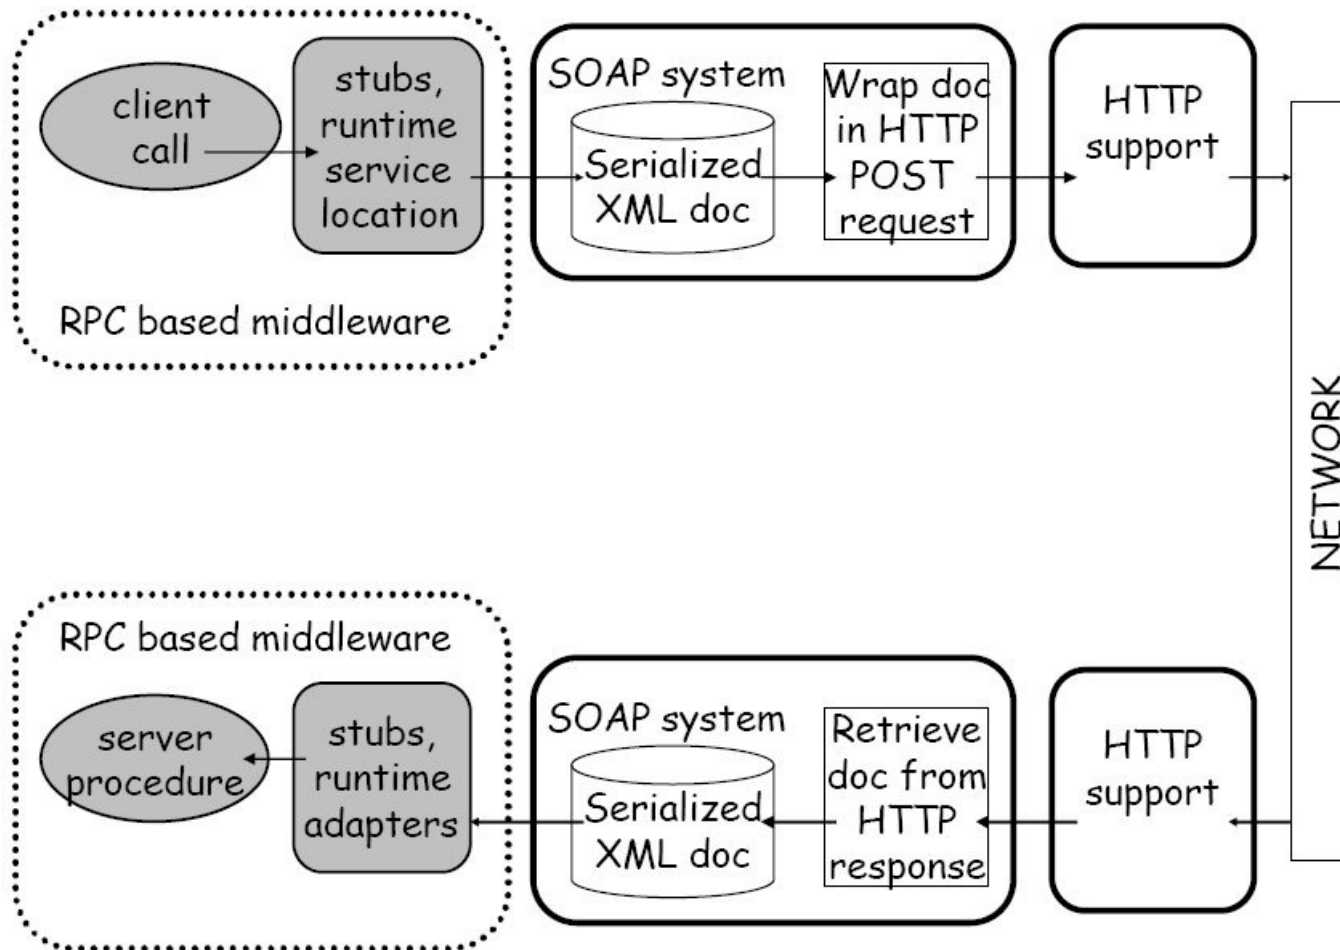 client
call
stubs,
runtime
service
location
RPC based middleware
SOAP system
Serialized
XML doc
Wrap doc
in HTTP
POST
request
HTTP
support
NETWORK
RPC based middleware
server
procedure
stubs,
runtime
adapters
SOAP system
Serialized
XML doc
Retrieve
doc from
HTTP
response
HTTP
support